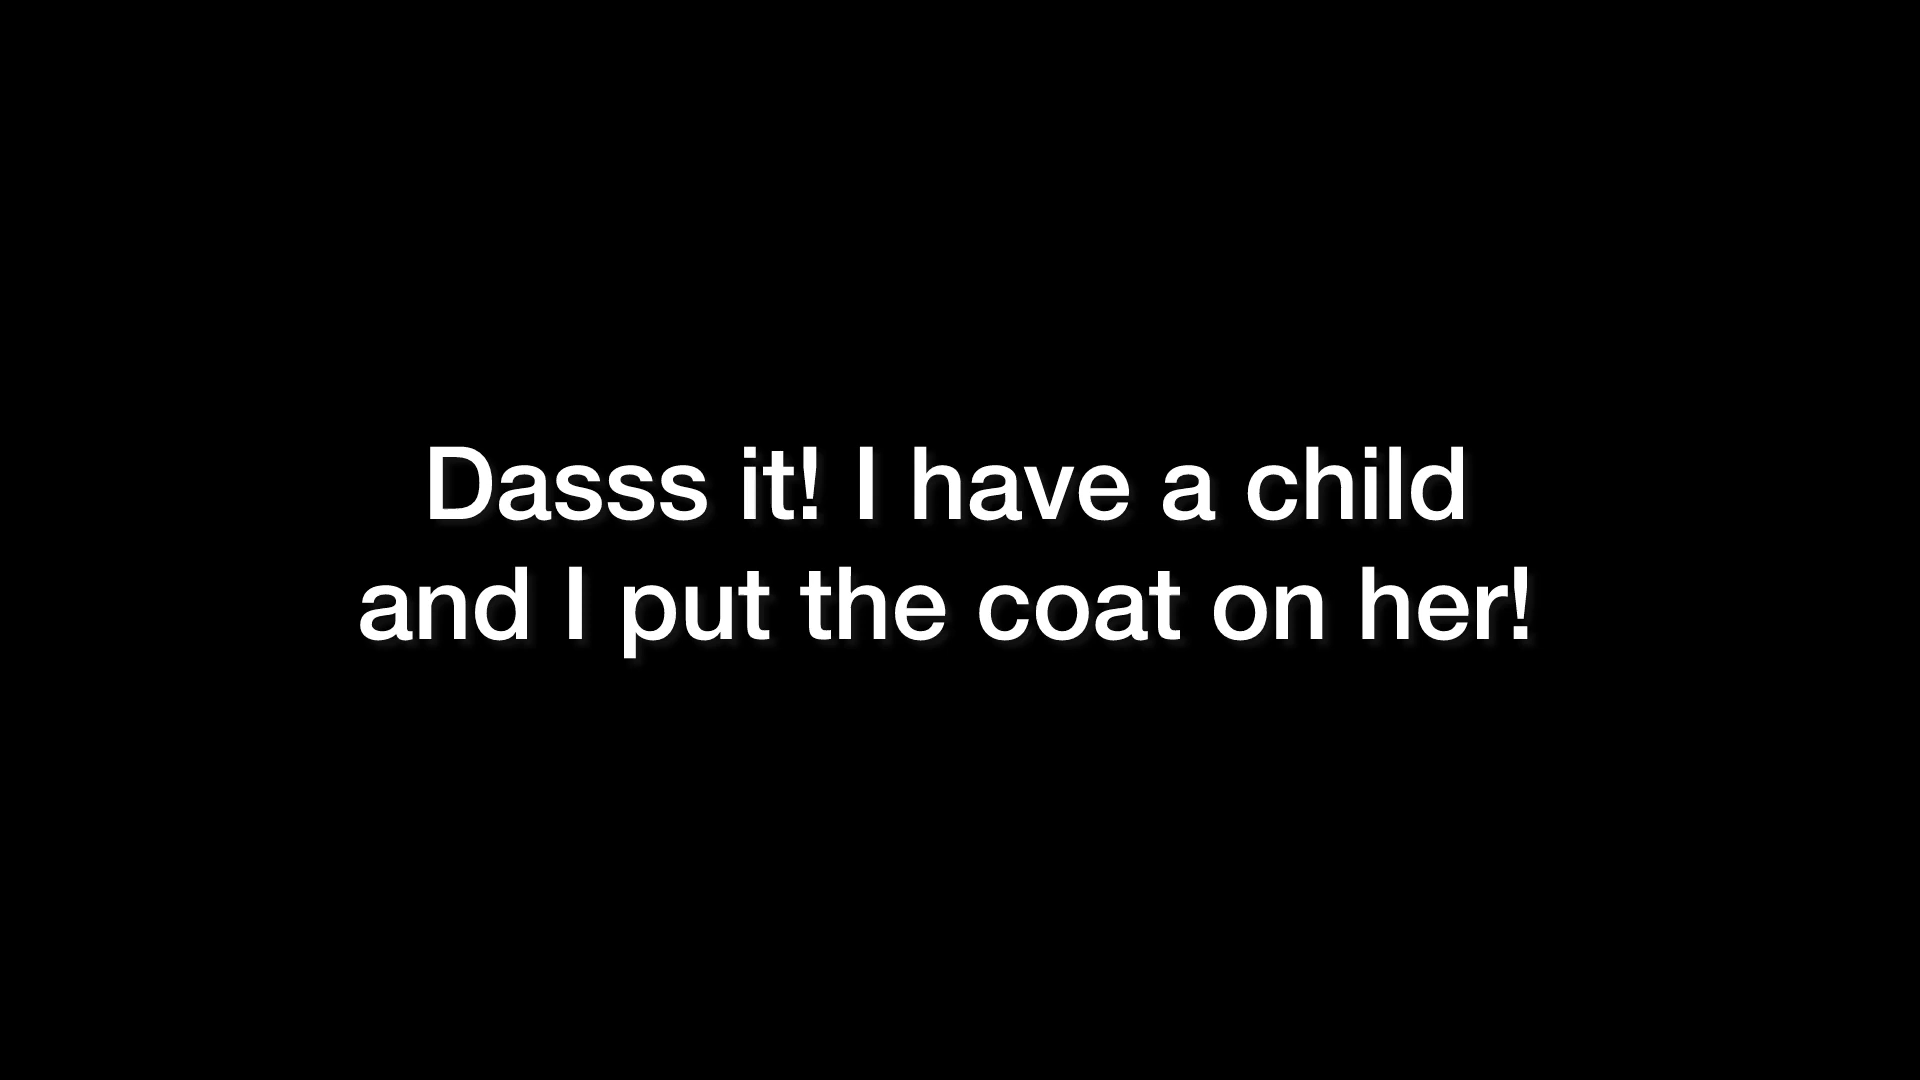 Dasss it! I have a child
and I put the coat on her!